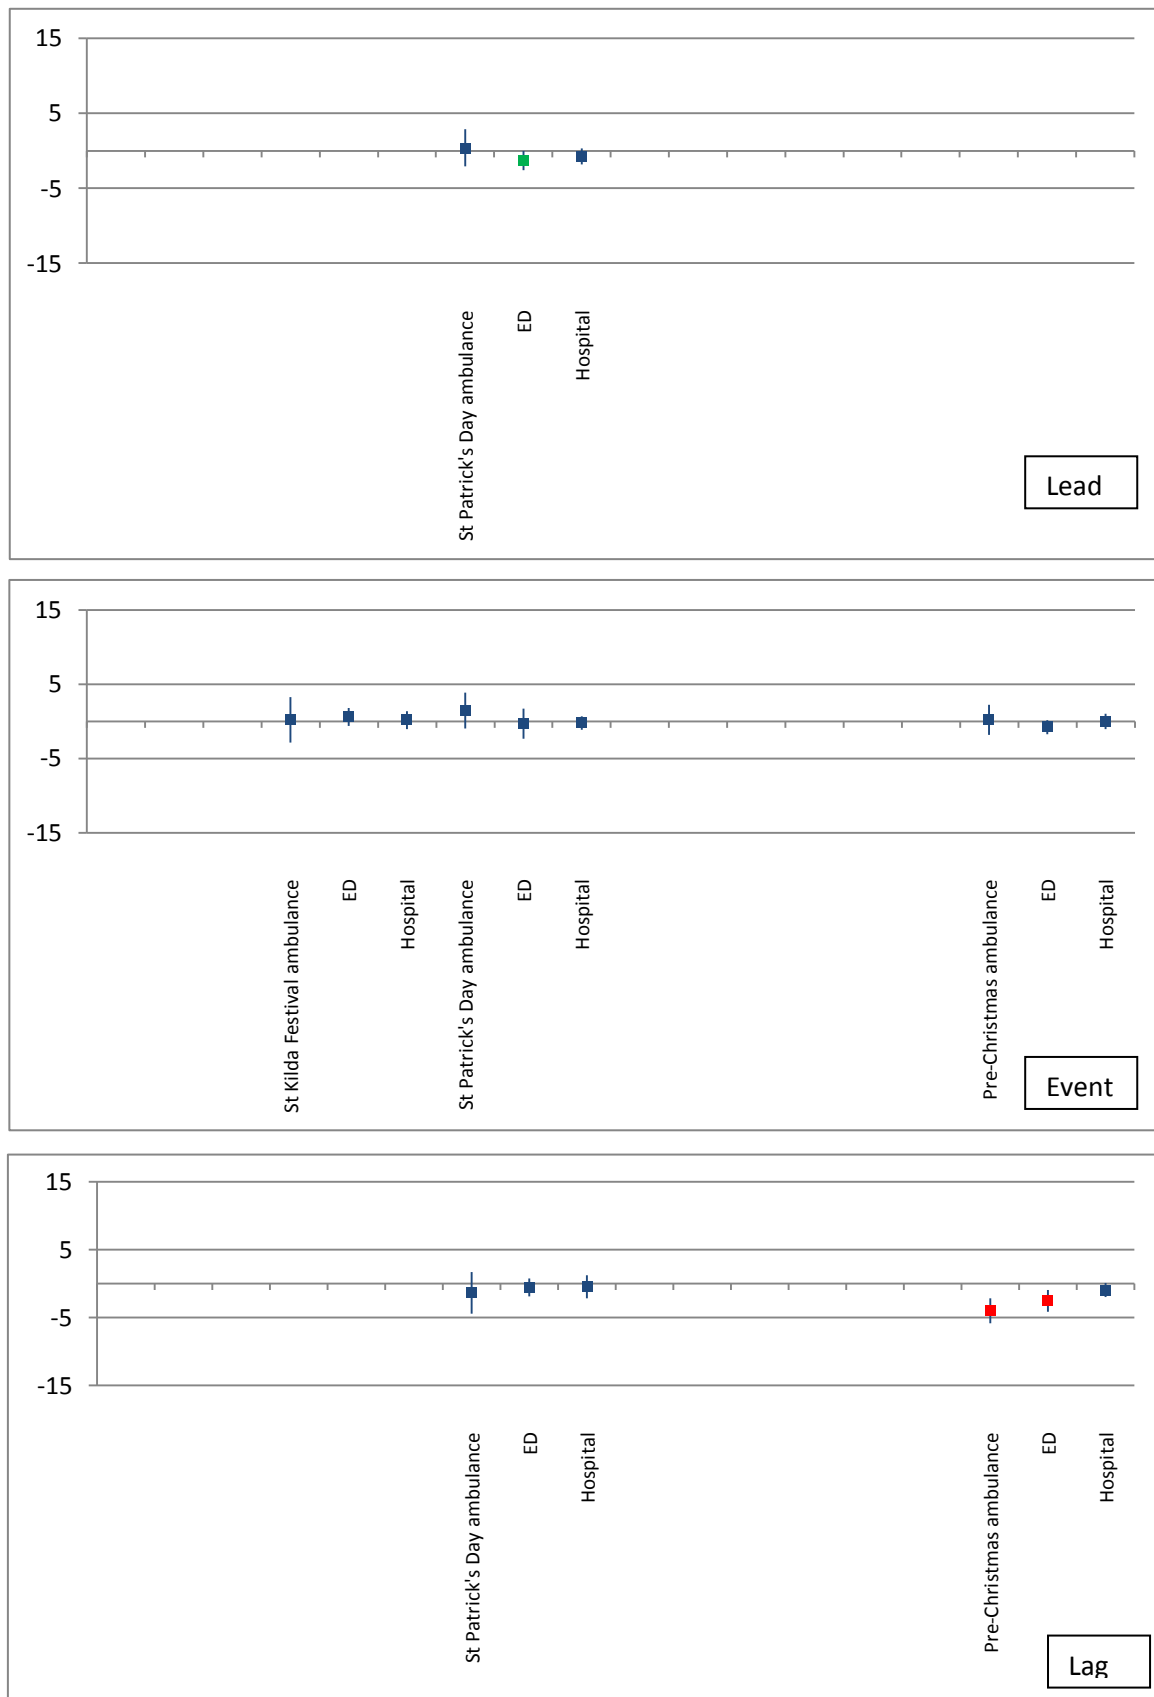 15
5
-5
-15
St Patrick's Day ambulance
ED
Hospital
Lead
15
5
-5
-15
St Kilda Festival ambulance
ED
Hospital
St Patrick's Day ambulance
ED
Hospital
Pre-Christmas ambulance
ED
Hospital
Event
15
5
-5
-15
St Patrick's Day ambulance
ED
Hospital
Pre-Christmas ambulance
ED
Hospital
Lag